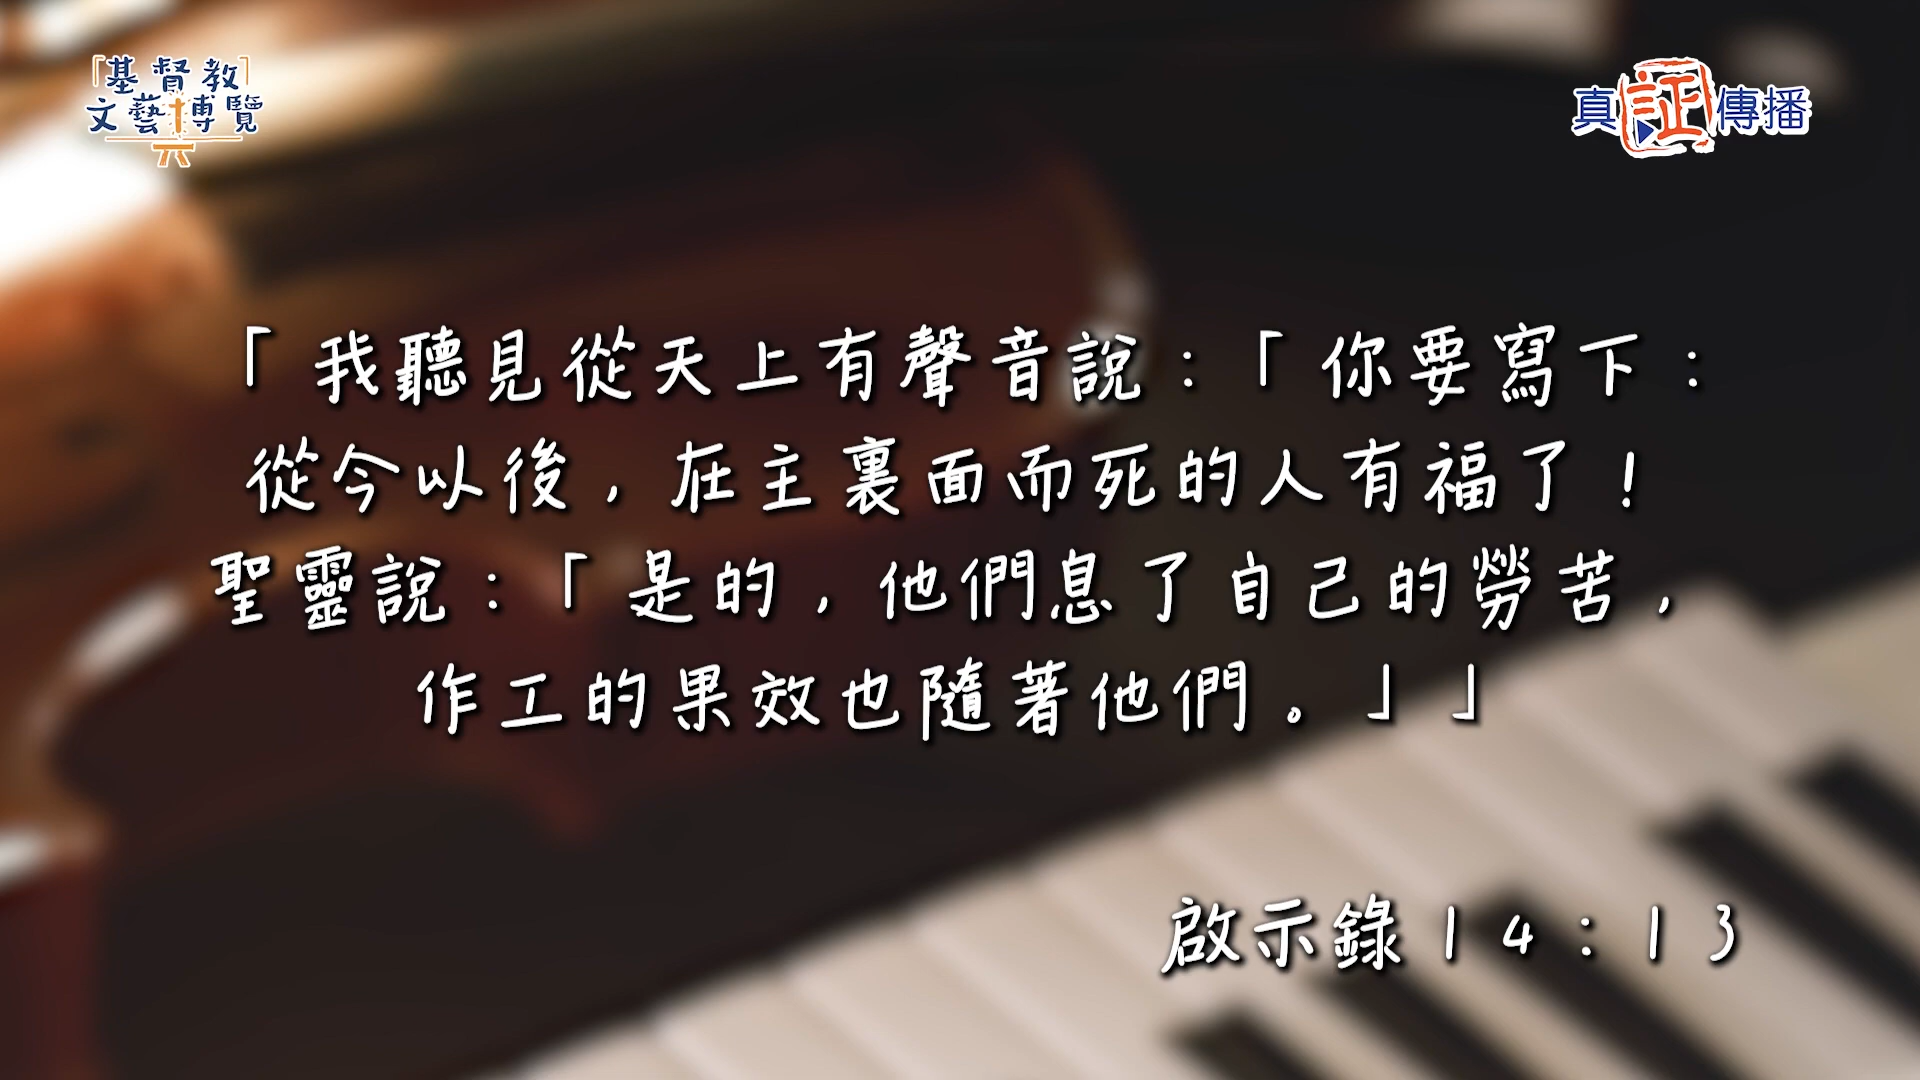 「基督教」
文藝博覽
真証傳播
「我聽見從天上有聲音說：「你要寫下：
從今以後，在主裏面而死的人有福了！
聖靈說：「是的，他們息了自己的勞苦，
作工的果效也隨著他們。」」
啟示錄14：13